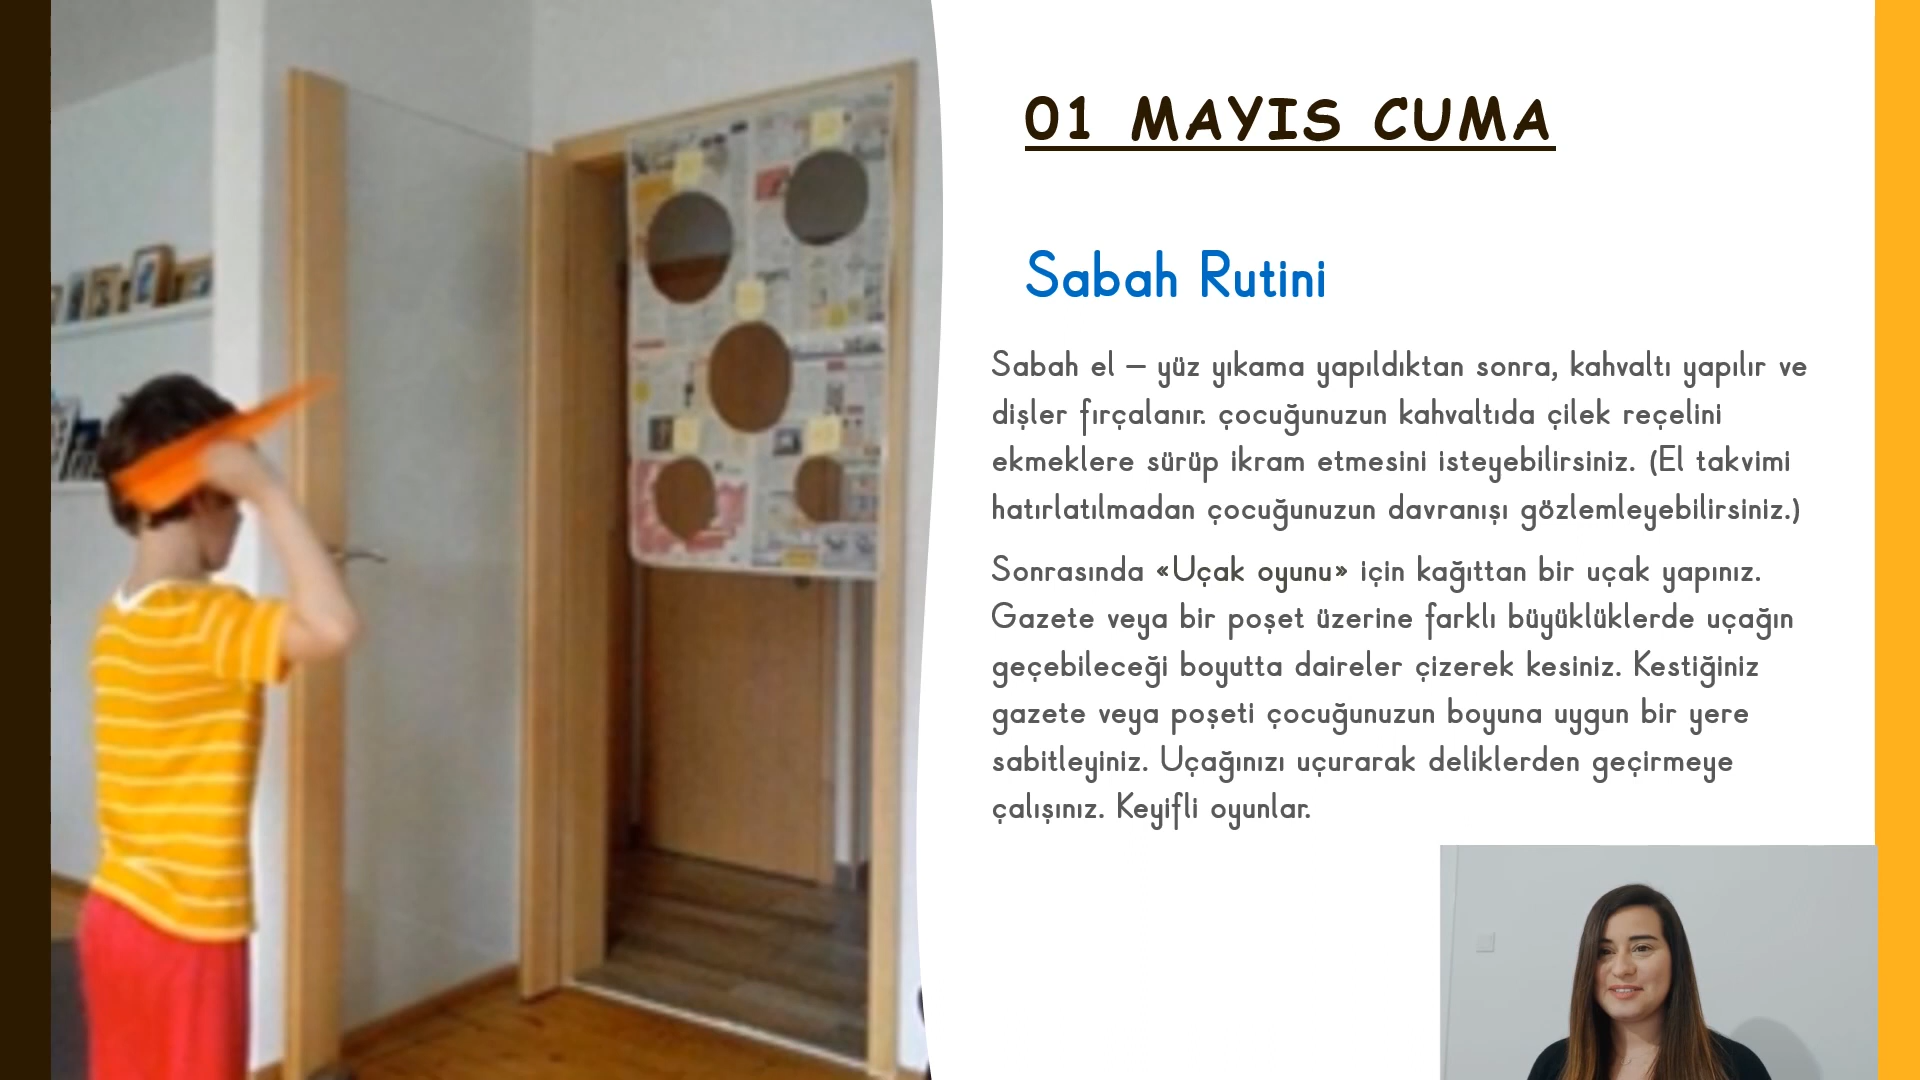 01 MAYIS CUMA
Sabah Rutini
Sabah el – yüz yıkama yapıldıktan sonra, kahvaltı yapılır ve
dişler fırçalanır. çocuğunuzun kahvaltıda çilek reçelini
ekmeklere sürüp ikram etmesini isteyebilirsiniz. (El takvimi
hatırlatılmadan çocuğunuzun davranışı gözlemleyebilirsiniz.)
Sonrasında «Uçak oyunu» için kağıttan bir uçak yapınız.
Gazete veya bir poşet üzerine farklı büyüklüklerde uçağın
geçebileceği boyutta daireler çizerek kesiniz. Kestiğiniz
gazete veya poşeti çocuğunuzun boyuna uygun bir yere
sabitleyiniz. Uçağınızı uçurarak deliklerden geçirmeye
çalışınız. Keyifli oyunlar.